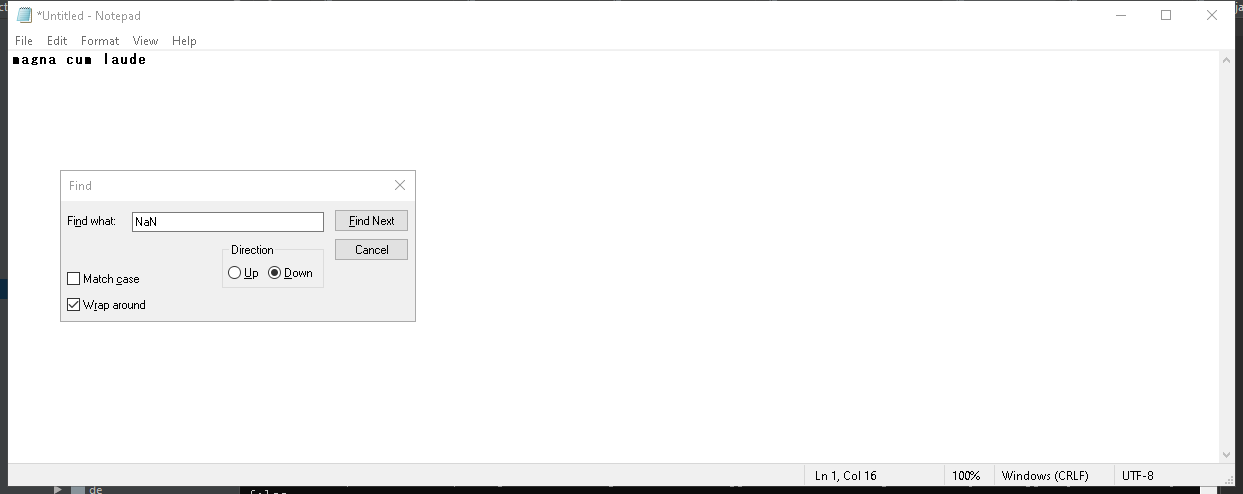 *Untitled - Notepad
File Edit Format View Help
magna cum laude
Find
Find what: NaN Find Next
Direction Cancel
Up Down
Match case
Wrap around
Ln 1, Col 16 100% Windows (CRLF) UTF-8
de